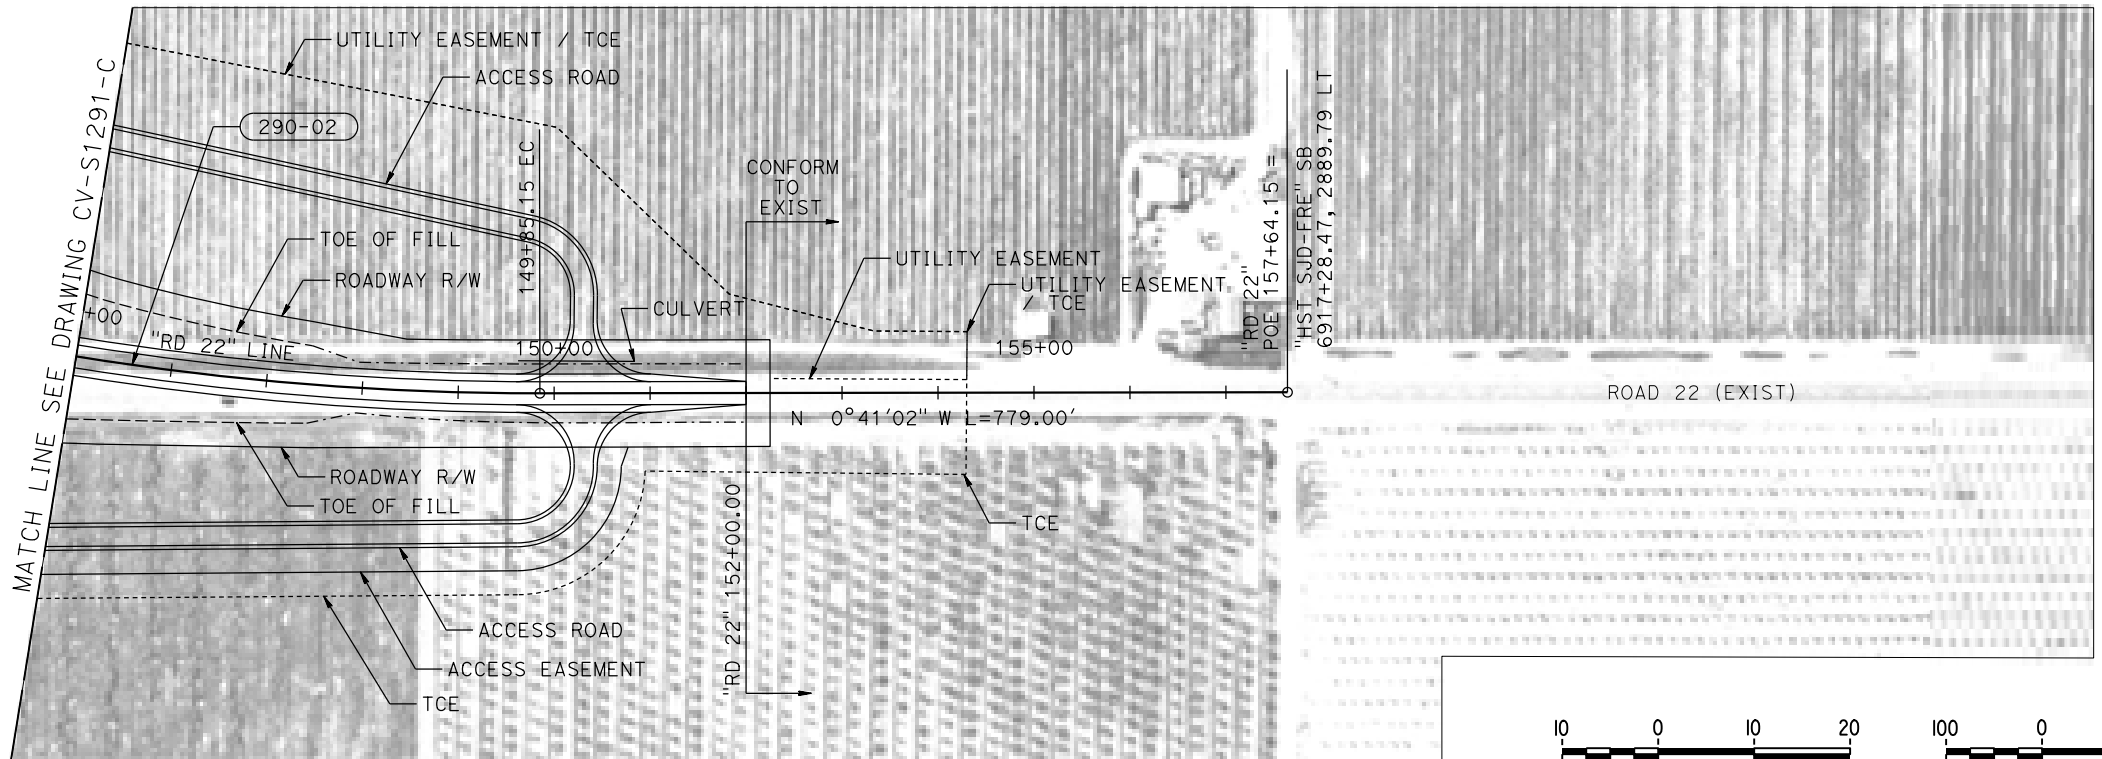 UTILITY EASEMENT / TCE
ACCESS ROAD
MATCH LINE SEE DRAWING CV-S1291-C
290-02
149+85.15 EC
CONFORM
TO
EXIST
TOE OF FILL
ROADWAY R/W
UTILITY EASEMENT
UTILITY EASEMENT
/ TCE
"RD 22"
POE 157+64.15 =
"HST SJD-FRE" SB
6917+28.47, 2889.79 LT
CULVERT
+00
"RD 22" LINE
150+00
155+00
ROAD 22 (EXIST)
N 0°41'02" W L=779.00'
ROADWAY R/W
TOE OF FILL
TCE
"RD 22" 152+00.00
ACCESS ROAD
ACCESS EASEMENT
TCE
10 0 10 20 100 0